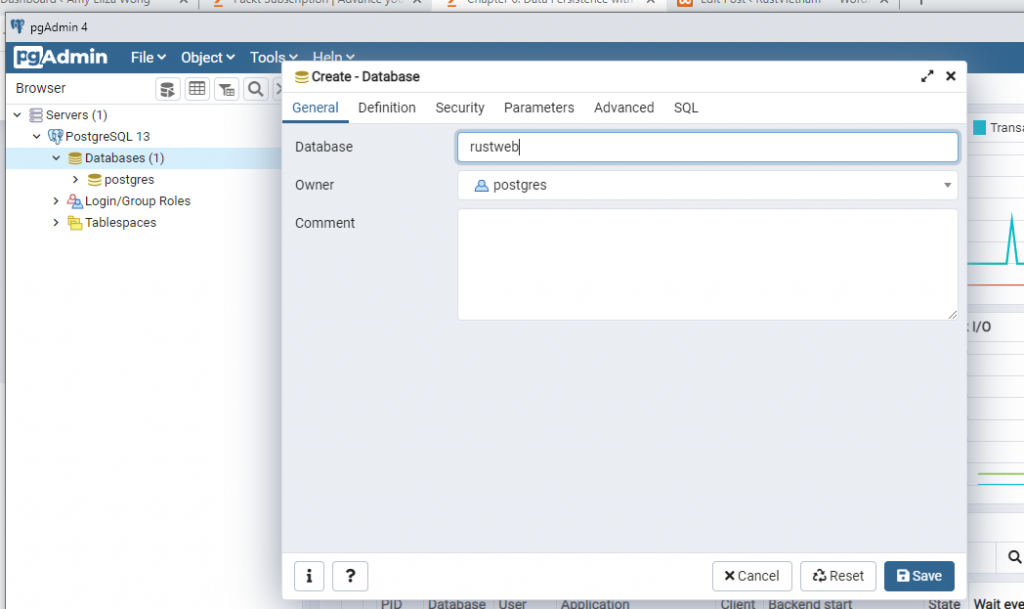 Dashboard < Amy Eliza Wong
Packt Subscription | Advance you
Chapter 6: Data Persistence with
Edit Post < RustVietnam — Word
pgAdmin 4
pgAdmin File Object Tools Help
Browser
Servers (1)
PostgreSQL 13
Databases (1)
postgres
Login/Group Roles
Tablespaces
Create - Database
General Definition Security Parameters Advanced SQL
Database rustweb
Owner postgres
Comment
i ? Cancel Reset Save
Transa
I/O
PID Database User Application Client Backend start State Wait eve